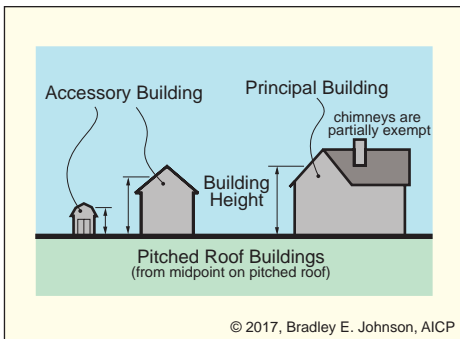 Accessory Building
Principal Building
chimneys are
partially exempt
Building
Height
Pitched Roof Buildings
(from midpoint on pitched roof)
© 2017, Bradley E. Johnson, AICP